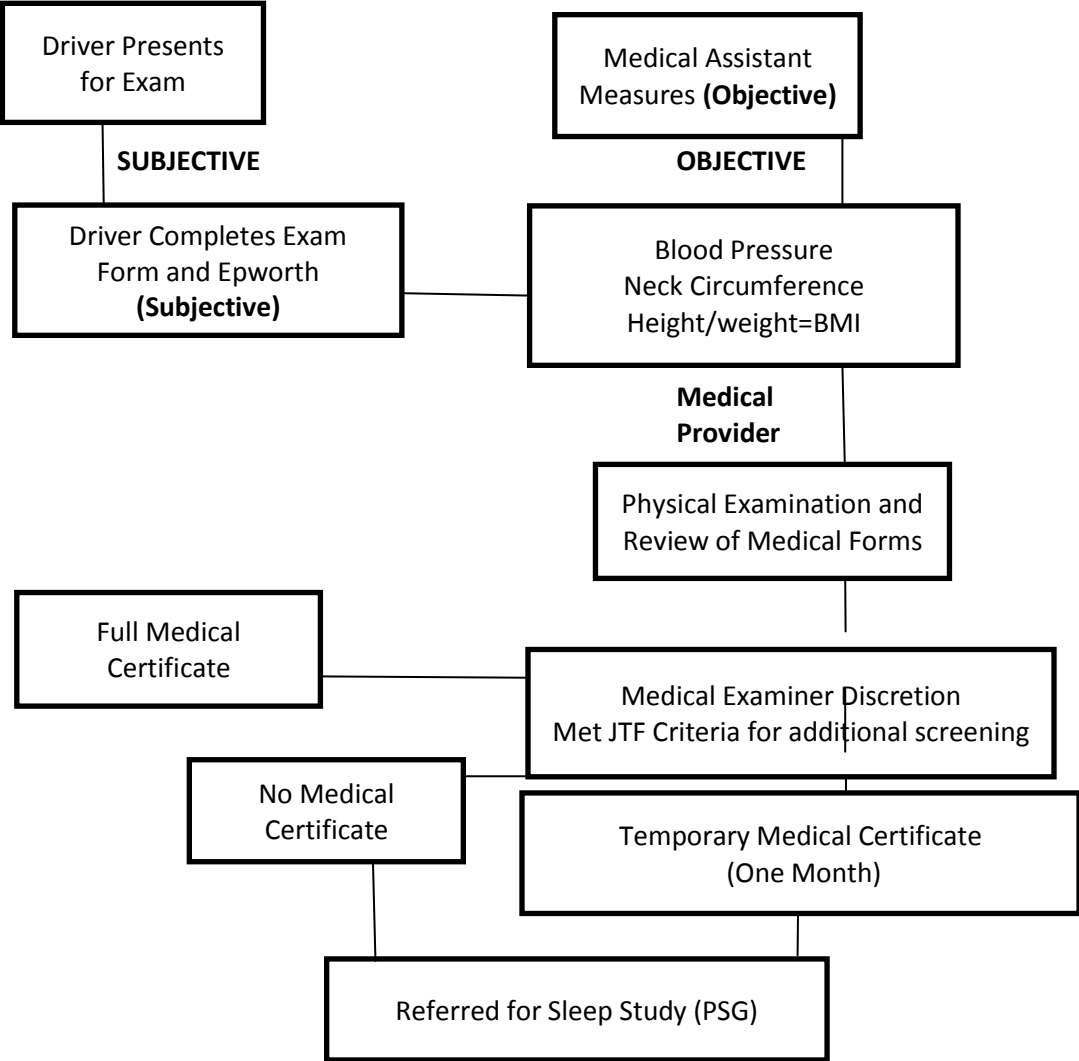 Driver Presents
for Exam
Medical Assistant
Measures (Objective)
SUBJECTIVE
OBJECTIVE
Driver Completes Exam
Form and Epworth
(Subjective)
Blood Pressure
Neck Circumference
Height/weight=BMI
Medical
Provider
Physical Examination and
Review of Medical Forms
Full Medical
Certificate
Medical Examiner Discretion
Met JTF Criteria for additional screening
No Medical
Certificate
Temporary Medical Certificate
(One Month)
Referred for Sleep Study (PSG)